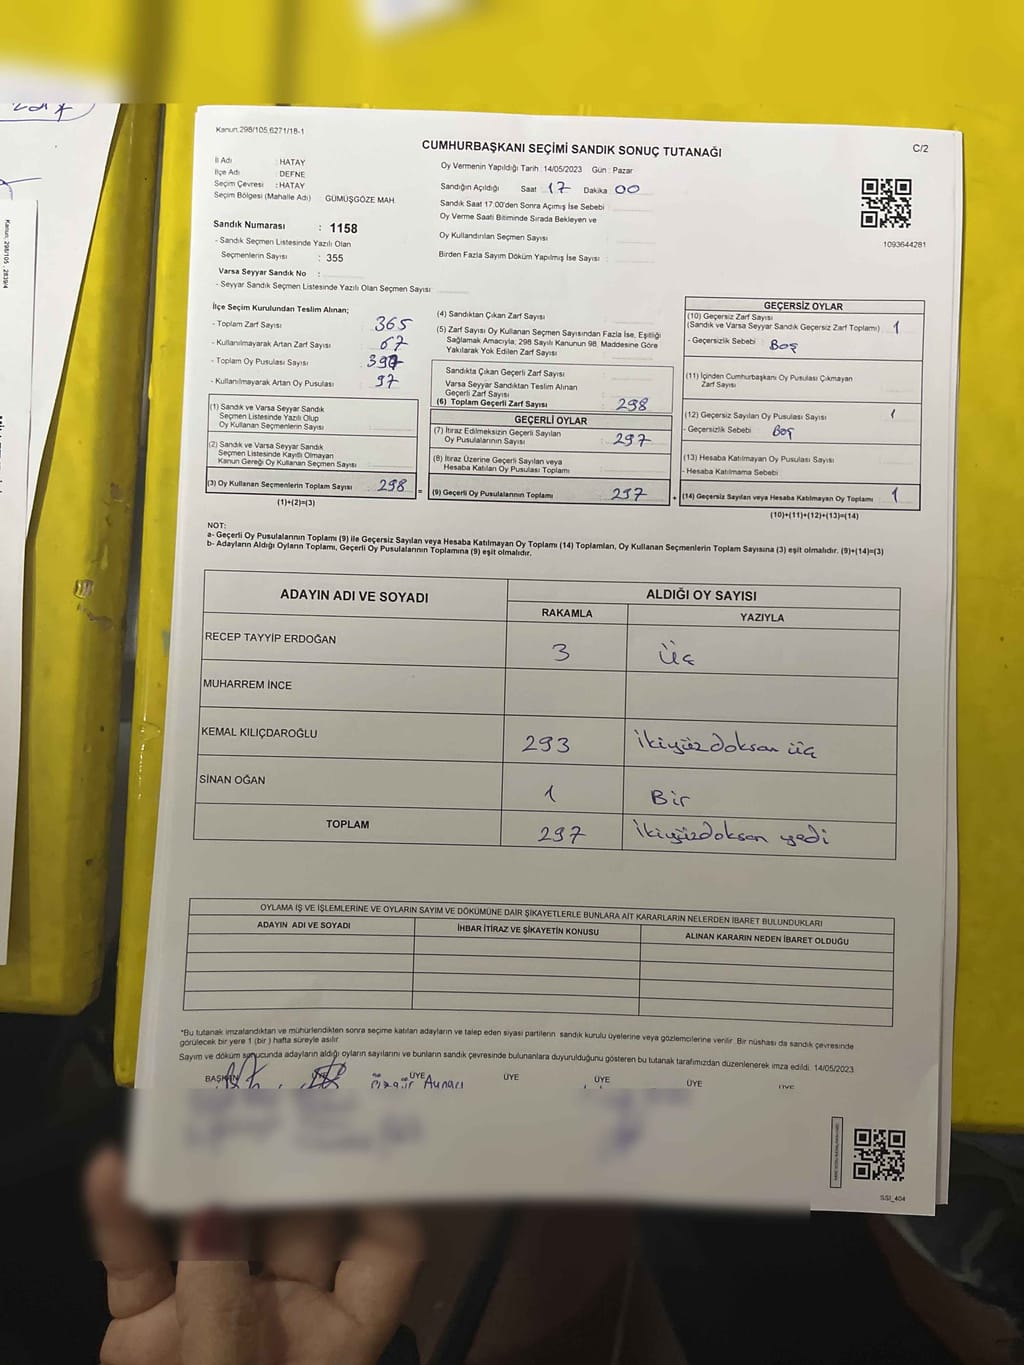 Kanun:298/105,6271/18-1
CUMHURBAŞKANI SEÇİMİ SANDIK SONUÇ TUTANAĞI
C/2
İl Adı : HATAY
İlçe Adı : DEFNE
Seçim Çevresi : HATAY
Seçim Bölgesi (Mahalle Adı) GÜMÜŞGÖZE MAH.
Oy Vermenin Yapıldığı Tarih : 14/05/2023 Gün : Pazar
Sandığın Açıldığı Saat 17 Dakika 00
Sandık Saat 17.00'den Sonra Açımış İse Sebebi :
Oy Verme Saati Bitiminde Sırada Bekleyen ve
Oy Kullandırılan Seçmen Sayısı :
Birden Fazla Sayım Döküm Yapılmış İse Sayısı :
1093644281
Sandık Numarası : 1158
- Sandık Seçmen Listesinde Yazılı Olan
Seçmenlerin Sayısı : 355
Varsa Seyyar Sandık No :
- Seyyar Sandık Seçmen Listesinde Yazılı Olan Seçmen Sayısı:
İlçe Seçim Kurulundan Teslim Alınan;
- Toplam Zarf Sayısı : 365
- Kullanılmayarak Artan Zarf Sayısı : 67
- Toplam Oy Pusulası Sayısı :
- Kullanılmayarak Artan Oy Pusulası : 97
(1) Sandık ve Varsa Seyyar Sandık
Seçmen Listesinde Yazılı Olup
Oy Kullanan Seçmenlerin Sayısı :
(2) Sandık ve Varsa Seyyar Sandık
Seçmen Listesinde Kayıtlı Olmayan
Kanun Gereği Oy Kullanan Seçmen Sayısı :
(3) Oy Kullanan Seçmenlerin Toplam Sayısı : 298
(1)+(2)=(3)
=
(4) Sandıktan Çıkan Zarf Sayısı :
(5) Zarf Sayısı Oy Kullanan Seçmen Sayısından Fazla İse, Eşitliği
Sağlamak Amacıyla; 298 Sayılı Kanunun 98. Maddesine Göre
Yakılarak Yok Edilen Zarf Sayısı :
Sandıkta Çıkan Geçerli Zarf Sayısı :
Varsa Seyyar Sandıktan Teslim Alınan
Geçerli Zarf Sayısı :
(6) Toplam Geçerli Zarf Sayısı : 298
GEÇERLİ OYLAR
(7) İtiraz Edilmeksizin Geçerli Sayılan
Oy Pusulalarının Sayısı : 297
(8) İtiraz Üzerine Geçerli Sayılan veya
Hesaba Katılan Oy Pusulası Toplamı :
(9) Geçerli Oy Pusulalarının Toplamı : 297
+
GEÇERSİZ OYLAR
(10) Geçersiz Zarf Sayısı
(Sandık ve Varsa Seyyar Sandık Geçersiz Zarf Toplamı) : 1
- Geçersizlik Sebebi : Boş
(11) İçinden Cumhurbaşkanı Oy Pusulası Çıkmayan
Zarf Sayısı :
(12) Geçersiz Sayılan Oy Pusulası Sayısı : 1
- Geçersizlik Sebebi : Boş
(13) Hesaba Katılmayan Oy Pusulası Sayısı :
- Hesaba Katılmama Sebebi :
(14) Geçersiz Sayılan veya Hesaba Katılmayan Oy Toplamı : 1
(10)+(11)+(12)+(13)=(14)
NOT:
a- Geçerli Oy Pusulalarının Toplamı (9) ile Geçersiz Sayılan veya Hesaba Katılmayan Oy Toplamı (14) Toplamları, Oy Kullanan Seçmenlerin Toplam Sayısına (3) eşit olmalıdır. (9)+(14)=(3)
b- Adayların Aldığı Oyların Toplamı, Geçerli Oy Pusulalarının Toplamına (9) eşit olmalıdır.
ADAYIN ADI VE SOYADI
ALDIĞI OY SAYISI
RAKAMLA YAZIYLA
RECEP TAYYİP ERDOĞAN 3 Üç
MUHARREM İNCE
KEMAL KILIÇDAROĞLU 293 İkiyüzdoksan üç
SİNAN OĞAN 1 Bir
TOPLAM 297 İkiyüzdoksan yedi
OYLAMA İŞ VE İŞLEMLERİNE VE OYLARIN SAYIM VE DÖKÜMÜNE DAİR ŞİKAYETLERLE BUNLARA AİT KARARLARIN NELERDEN İBARET BULUNDUKLARI
ADAYIN ADI VE SOYADI İHBAR İTİRAZ VE ŞİKAYETİN KONUSU ALINAN KARARIN NEDEN İBARET OLDUĞU
*Bu tutanak imzalandıktan ve mühürlendikten sonra seçime katılan adayların ve talep eden siyasi partilerin sandık kurulu üyelerine veya gözlemcilerine verilir. Bir nüshası da sandık çevresinde
görülecek bir yere 1 (bir ) hafta süreyle asılır.
Sayım ve döküm sonucunda adayların aldığı oyların sayılarını ve bunların sandık çevresinde bulunanlara duyurulduğunu gösteren bu tutanak tarafımızdan düzenlenerek imza edildi. 14/05/2023
BAŞKAN ÜYE ÜYE ÜYE ÜYE ÜYE ÜYE
Aynacı
SSİ_404